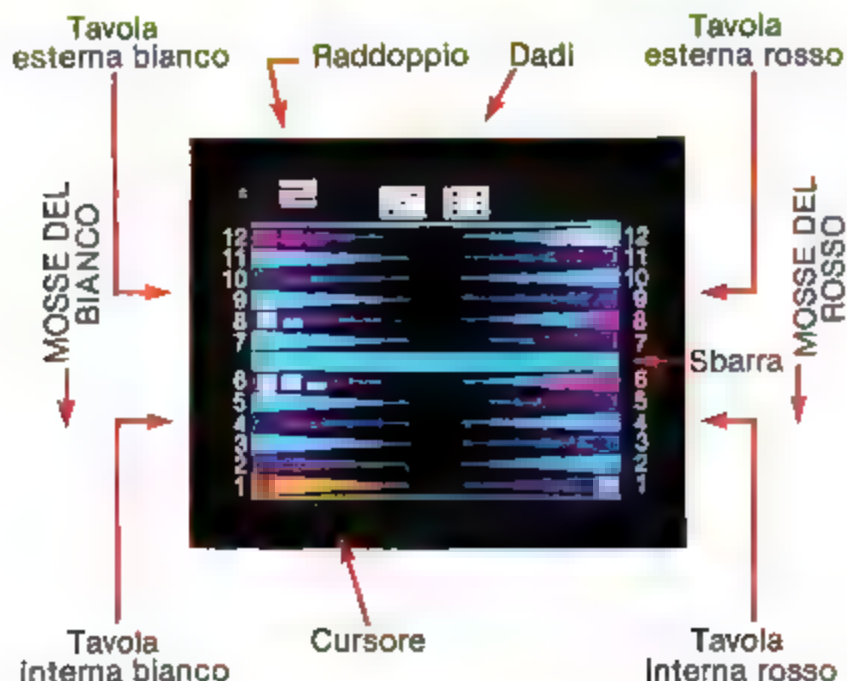 Tavola
esterna bianco
Raddoppio
Dadi
Tavola
esterna rosso
MOSSE DEL
BIANCO
MOSSE DEL
ROSSO
2
12
11
10
9
8
7
6
5
4
3
2
1
12
11
10
9
8
7
6
5
4
3
2
1
Sbarra
Tavola
interna bianco
Cursore
Tavola
interna rosso